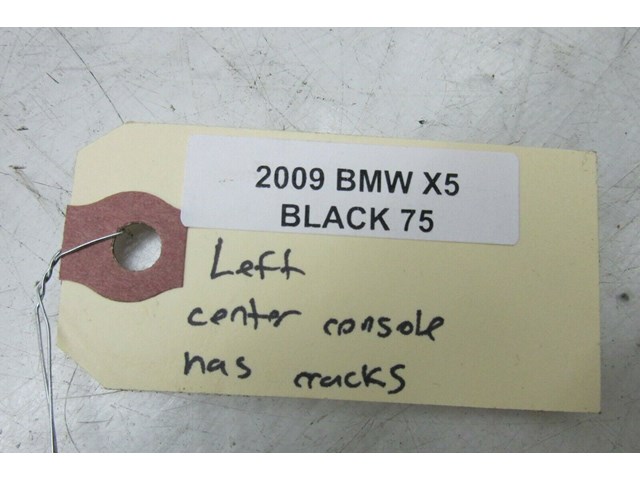 2009 BMW X5
BLACK 75
Left
center console
has cracks